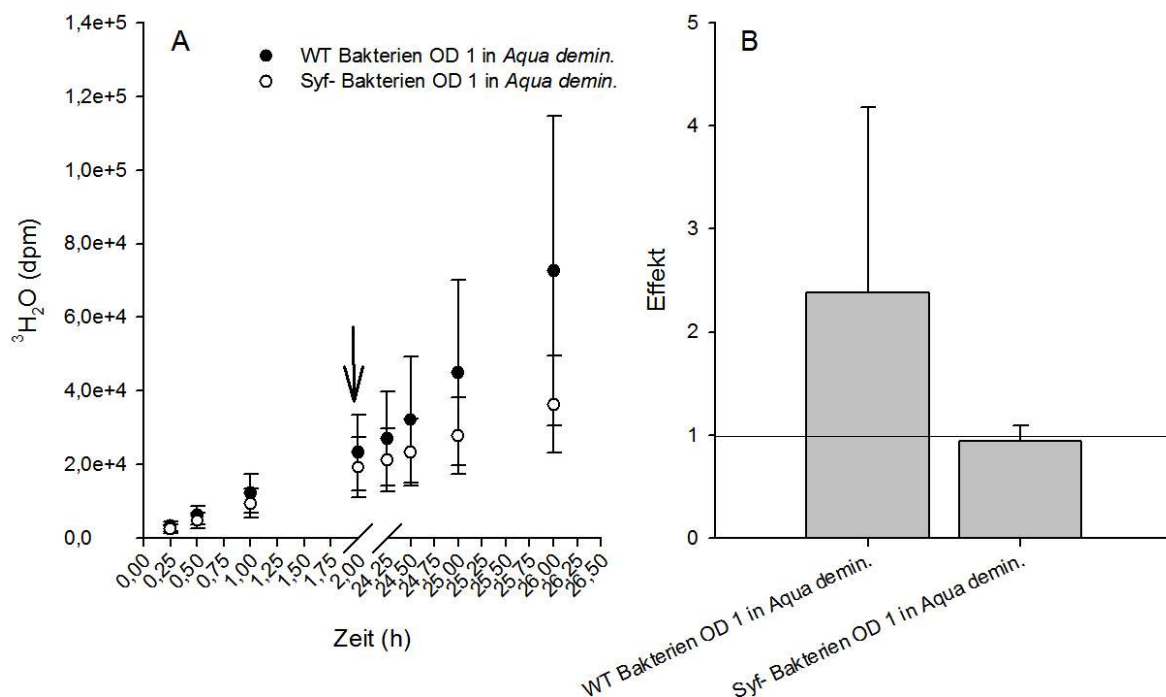 A
WT Bakterien OD 1 in Aqua demin.
Syf- Bakterien OD 1 in Aqua demin.
³H₂O (dpm)
1,4e+5
1,2e+5
1,0e+5
8,0e+4
6,0e+4
4,0e+4
2,0e+4
0,0
0,00
0,25
0,50
0,75
1,00
1,25
1,50
1,75
2,00
24,25
24,50
24,75
25,00
25,25
25,50
25,75
26,00
26,25
26,50
Zeit (h)
B
Effekt
5
4
3
2
1
0
WT Bakterien OD 1 in Aqua demin.
Syf- Bakterien OD 1 in Aqua demin.